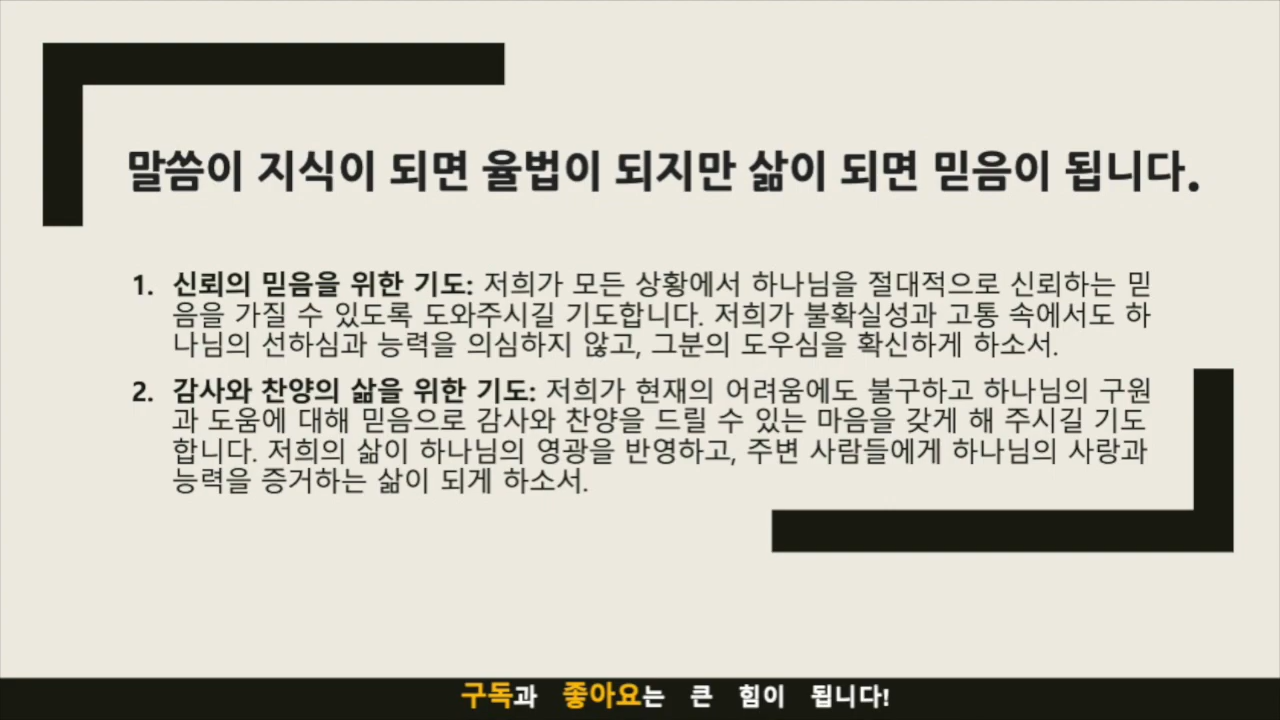 말씀이 지식이 되면 율법이 되지만 삶이 되면 믿음이 됩니다.
1. 신뢰의 믿음을 위한 기도: 저희가 모든 상황에서 하나님을 절대적으로 신뢰하는 믿
음을 가질 수 있도록 도와주시길 기도합니다. 저희가 불확실성과 고통 속에서도 하
나님의 선하심과 능력을 의심하지 않고, 그분의 도우심을 확신하게 하소서.
2. 감사와 찬양의 삶을 위한 기도: 저희가 현재의 어려움에도 불구하고 하나님의 구원
과 도움에 대해 믿음으로 감사와 찬양을 드릴 수 있는 마음을 갖게 해 주시길 기도
합니다. 저희의 삶이 하나님의 영광을 반영하고, 주변 사람들에게 하나님의 사랑과
능력을 증거하는 삶이 되게 하소서.
구독과 좋아요는 큰 힘이 됩니다!